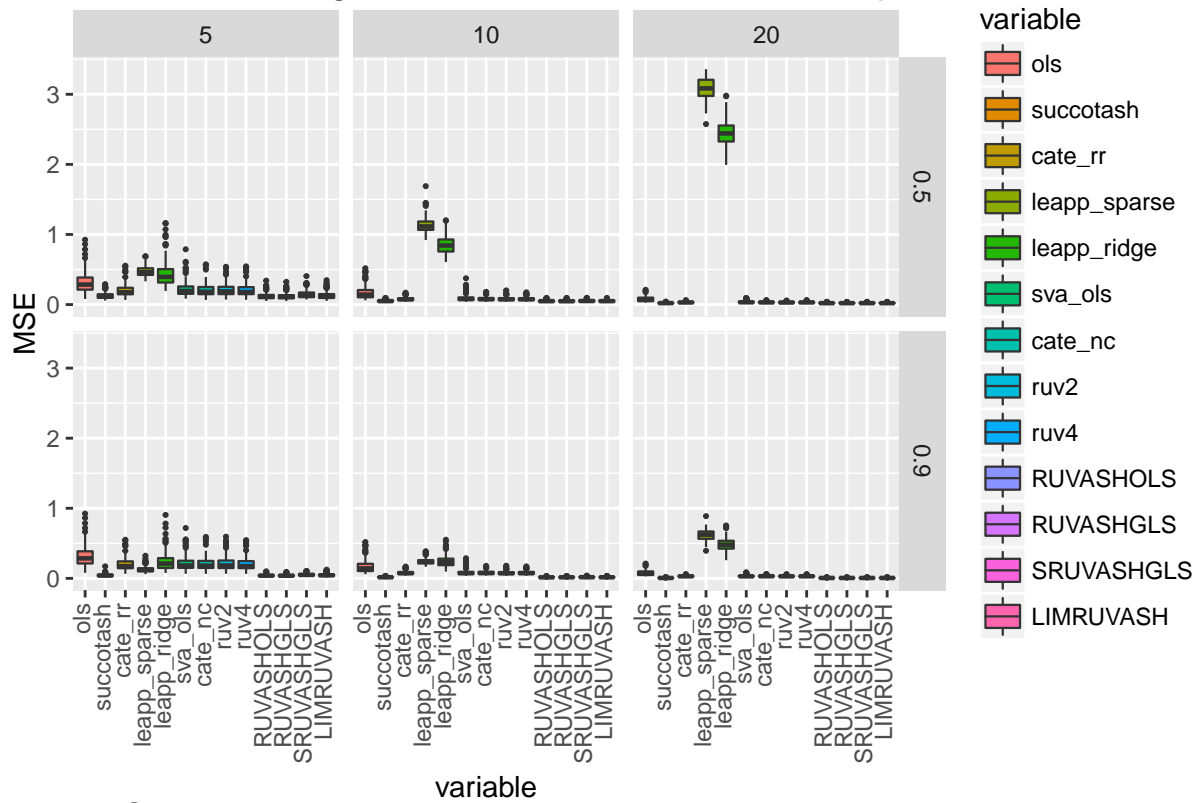 5 10 20
3
2
1
0
0.5
MSE
3
2
1
0
0.9
ols succotash cate_rr leapp_sparse leapp_ridge sva_ols cate_nc ruv2 ruv4 RUVASHOLS RUVASHGLS SRUVASHGLS LIMRUVASH
ols succotash cate_rr leapp_sparse leapp_ridge sva_ols cate_nc ruv2 ruv4 RUVASHOLS RUVASHGLS SRUVASHGLS LIMRUVASH
ols succotash cate_rr leapp_sparse leapp_ridge sva_ols cate_nc ruv2 ruv4 RUVASHOLS RUVASHGLS SRUVASHGLS LIMRUVASH
variable
variable
ols
succotash
cate_rr
leapp_sparse
leapp_ridge
sva_ols
cate_nc
ruv2
ruv4
RUVASHOLS
RUVASHGLS
SRUVASHGLS
LIMRUVASH